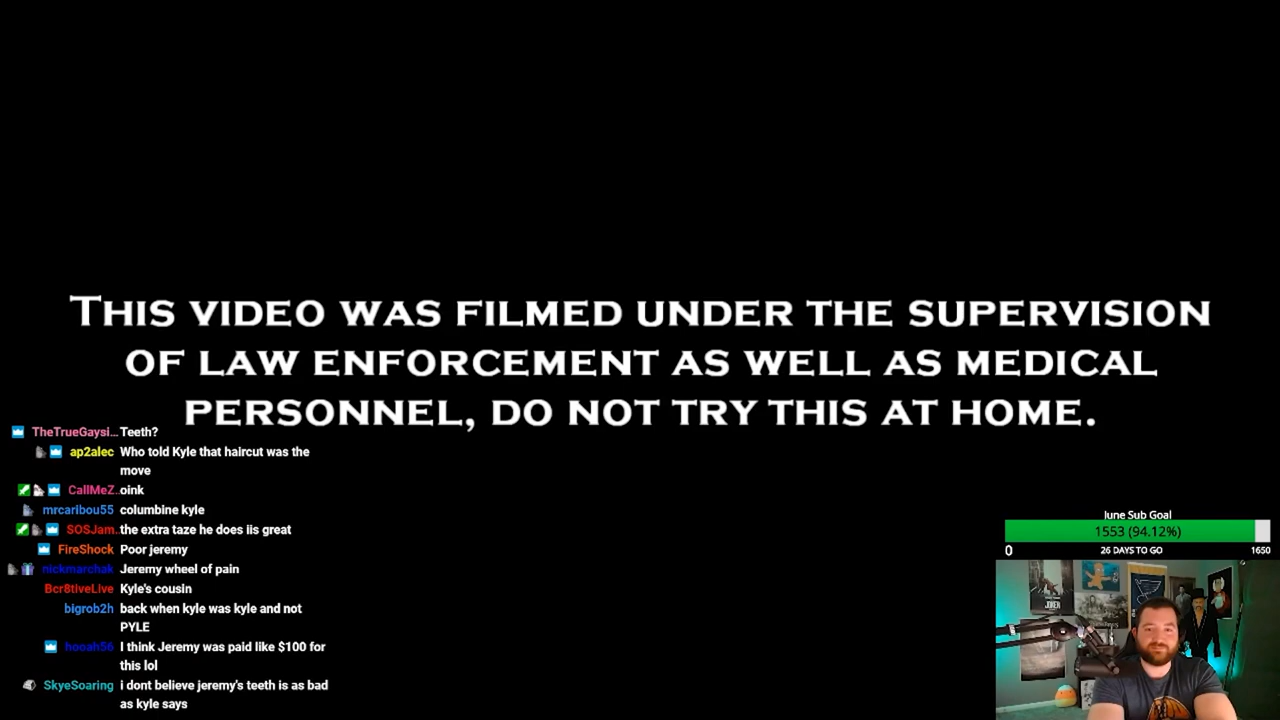 THIS VIDEO WAS FILMED UNDER THE SUPERVISION
OF LAW ENFORCEMENT AS WELL AS MEDICAL
PERSONNEL, DO NOT TRY THIS AT HOME.
TheTrueGaysi... Teeth?
ap2alec Who told Kyle that haircut was the
move
CallMeZ... oink
mrcaribou55 columbine kyle
SOSJam... the extra taze he does iis great
FireShock Poor jeremy
nickmarchak Jeremy wheel of pain
Bcr8tiveLive Kyle's cousin
bigrob2h back when kyle was kyle and not
PYLE
hooah56 I think Jeremy was paid like $100 for
this lol
SkyeSoaring i dont believe jeremy's teeth is as bad
as kyle says
June Sub Goal
1553 (94.12%)
0 26 DAYS TO GO 1650
JOKER